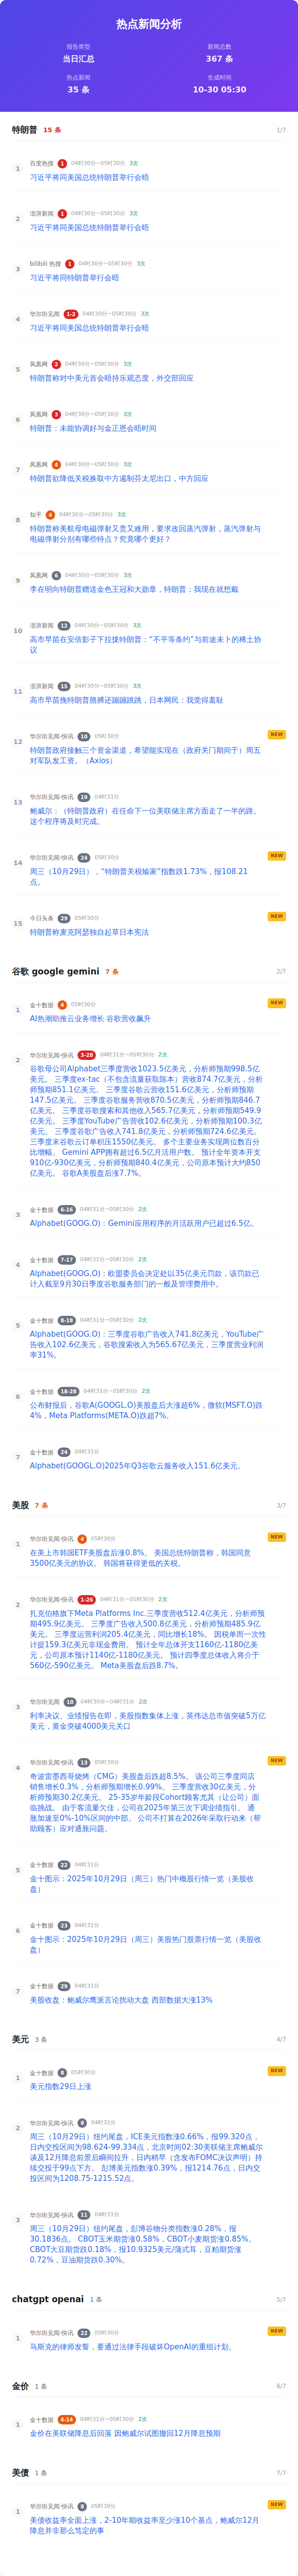 热点新闻分析
报告类型
当日汇总
新闻总数
367 条
热点新闻
35 条
生成时间
10-30 05:30
特朗普 15 条 1/7
1 百度热搜 1 04时30分~05时30分 3次
习近平将同美国总统特朗普举行会晤
2 澎湃新闻 1 04时30分~05时30分 3次
习近平将同美国总统特朗普举行会晤
3 bilibili 热搜 1 04时30分~05时30分 3次
习近平将同特朗普举行会晤
4 华尔街见闻 1-2 04时30分~05时30分 3次
习近平将同美国总统特朗普举行会晤
5 凤凰网 2 04时30分~05时30分 3次
特朗普称对中美元首会晤持乐观态度，外交部回应
6 凤凰网 3 04时30分~05时30分 3次
特朗普：未能协调好与金正恩会晤时间
7 凤凰网 4 04时30分~05时30分 3次
特朗普欲降低关税换取中方遏制芬太尼出口，中方回应
8 知乎 4 04时30分~05时30分 3次
特朗普称美航母电磁弹射又贵又难用，要求改回蒸汽弹射，蒸汽弹射与
电磁弹射分别有哪些特点？究竟哪个更好？
9 凤凰网 6 04时30分~05时30分 3次
李在明向特朗普赠送金色王冠和大勋章，特朗普：我现在就想戴
10 澎湃新闻 12 04时30分~05时30分 3次
高市早苗在安倍影子下拉拢特朗普：“不平等条约”与前途未卜的稀土协
议
11 澎湃新闻 15 04时30分~05时30分 3次
高市早苗挽特朗普胳膊还蹦蹦跳跳，日本网民：我觉得羞耻
12 华尔街见闻-快讯 10 05时30分 NEW
特朗普政府接触三个资金渠道，希望能实现在（政府关门期间于）周五
对军队发工资。（Axios）
13 华尔街见闻-快讯 19 04时31分
鲍威尔：（特朗普政府）在任命下一位美联储主席方面走了一半的路。
这个程序将及时完成。
14 华尔街见闻-快讯 24 05时30分 NEW
周三（10月29日），“特朗普关税输家”指数跌1.73%，报108.21
点。
15 今日头条 29 05时30分 NEW
特朗普称麦克阿瑟独自起草日本宪法
谷歌 google gemini 7 条 2/7
1 金十数据 4 05时30分 NEW
AI热潮助推云业务增长 谷歌营收飙升
2 华尔街见闻-快讯 3-28 04时31分~05时30分 2次
谷歌母公司Alphabet三季度营收1023.5亿美元，分析师预期998.5亿
美元。 三季度ex-tac（不包含流量获取陈本）营收874.7亿美元，分析
师预期851.1亿美元。 三季度谷歌云营收151.6亿美元，分析师预期
147.5亿美元。 三季度谷歌服务营收870.5亿美元，分析师预期846.7
亿美元。 三季度谷歌搜索和其他收入565.7亿美元，分析师预期549.9
亿美元。 三季度YouTube广告营收102.6亿美元，分析师预期100.3亿
美元。 三季度谷歌广告收入741.8亿美元，分析师预期724.6亿美元。
三季度末谷歌云订单积压1550亿美元。 多个主要业务实现两位数百分
比增幅。 Gemini APP拥有超过6.5亿月活用户数。 预计全年资本开支
910亿-930亿美元，分析师预期840.4亿美元，公司原本预计大约850
亿美元。 谷歌A美股盘后涨7.7%。
3 金十数据 6-16 04时31分~05时30分 2次
Alphabet(GOOG.O)：Gemini应用程序的月活跃用户已超过6.5亿。
4 金十数据 7-17 04时31分~05时30分 2次
Alphabet(GOOG.O)：欧盟委员会决定处以35亿美元罚款，该罚款已
计入截至9月30日季度谷歌服务部门的一般及管理费用中。
5 金十数据 8-18 04时31分~05时30分 2次
Alphabet(GOOG.O)：三季度谷歌广告收入741.8亿美元，YouTube广
告收入102.6亿美元，谷歌搜索收入为565.67亿美元，三季度营业利润
率31%。
6 金十数据 18-28 04时31分~05时30分 2次
公布财报后，谷歌A(GOOGL.O)美股盘后大涨超6%，微软(MSFT.O)跌
4%，Meta Platforms(META.O)跌超7%。
7 金十数据 24 04时31分
Alphabet(GOOGL.O)2025年Q3谷歌云服务收入151.6亿美元。
美股 7 条 3/7
1 华尔街见闻-快讯 4 05时30分 NEW
在美上市韩国ETF美股盘后涨0.8%。 美国总统特朗普称，韩国同意
3500亿美元的协议。 韩国将获得更低的关税。
2 华尔街见闻-快讯 1-26 04时31分~05时30分 2次
扎克伯格旗下Meta Platforms Inc.三季度营收512.4亿美元，分析师预
期495.9亿美元。 三季度广告收入500.8亿美元，分析师预期485.9亿
美元。 三季度运营利润205.4亿美元，同比增长18%。 因税单而一次性
计提159.3亿美元非现金费用。 预计全年总体开支1160亿-1180亿美
元，公司原本预计1140亿-1180亿美元。 预计四季度总体收入将介于
560亿-590亿美元。 Meta美股盘后跌8.7%。
3 华尔街见闻 10 04时30分~04时31分 2次
利率决议、业绩报告在即，美股指数集体上涨，英伟达总市值突破5万亿
美元，黄金突破4000美元关口
4 华尔街见闻-快讯 13 05时30分 NEW
奇波雷墨西哥烧烤（CMG）美股盘后跌超8.5%。 该公司三季度同店
销售增长0.3%，分析师预期增长0.99%。 三季度营收30亿美元，分
析师预期30.2亿美元。 25-35岁年龄段Cohort顾客尤其（让公司）面
临挑战。 由于客流量欠佳，公司在2025年第三次下调业绩指引。 通
胀加速至0%-10%区间的中部。 公司不打算在2026年采取行动来（帮
助顾客）应对通胀问题。
5 金十数据 22 04时31分
金十图示：2025年10月29日（周三）热门中概股行情一览（美股收
盘）
6 金十数据 23 04时31分
金十图示：2025年10月29日（周三）美股热门股票行情一览（美股收
盘）
7 金十数据 29 04时31分
美股收盘：鲍威尔鹰派言论扰动大盘 西部数据大涨13%
美元 3 条 4/7
1 金十数据 8 05时30分 NEW
美元指数29日上涨
2 华尔街见闻-快讯 8 04时31分
周三（10月29日）纽约尾盘，ICE美元指数涨0.66%，报99.320点，
日内交投区间为98.624-99.334点，北京时间02:30美联储主席鲍威尔
谈及12月降息前景后瞬间拉升，日内稍早（含发布FOMC决议声明）持
续交投于99点下方。 彭博美元指数涨0.39%，报1214.76点，日内交
投区间为1208.75-1215.52点。
3 华尔街见闻-快讯 11 04时31分
周三（10月29日）纽约尾盘，彭博谷物分类指数涨0.28%，报
30.1836点。 CBOT玉米期货涨0.58%，CBOT小麦期货涨0.85%。
CBOT大豆期货跌0.18%，报10.9325美元/蒲式耳，豆粕期货涨
0.72%，豆油期货跌0.30%。
chatgpt openai 1 条 5/7
1 华尔街见闻-快讯 22 05时30分 NEW
马斯克的律师发誓，要通过法律手段破坏OpenAI的重组计划。
金价 1 条 6/7
1 金十数据 4-14 04时31分~05时30分 2次
金价在美联储降息后回落 因鲍威尔试图撤回12月降息预期
美债 1 条 7/7
1 华尔街见闻-快讯 8 05时30分 NEW
美债收益率全面上涨，2-10年期收益率至少涨10个基点，鲍威尔12月
降息并非那么笃定的事